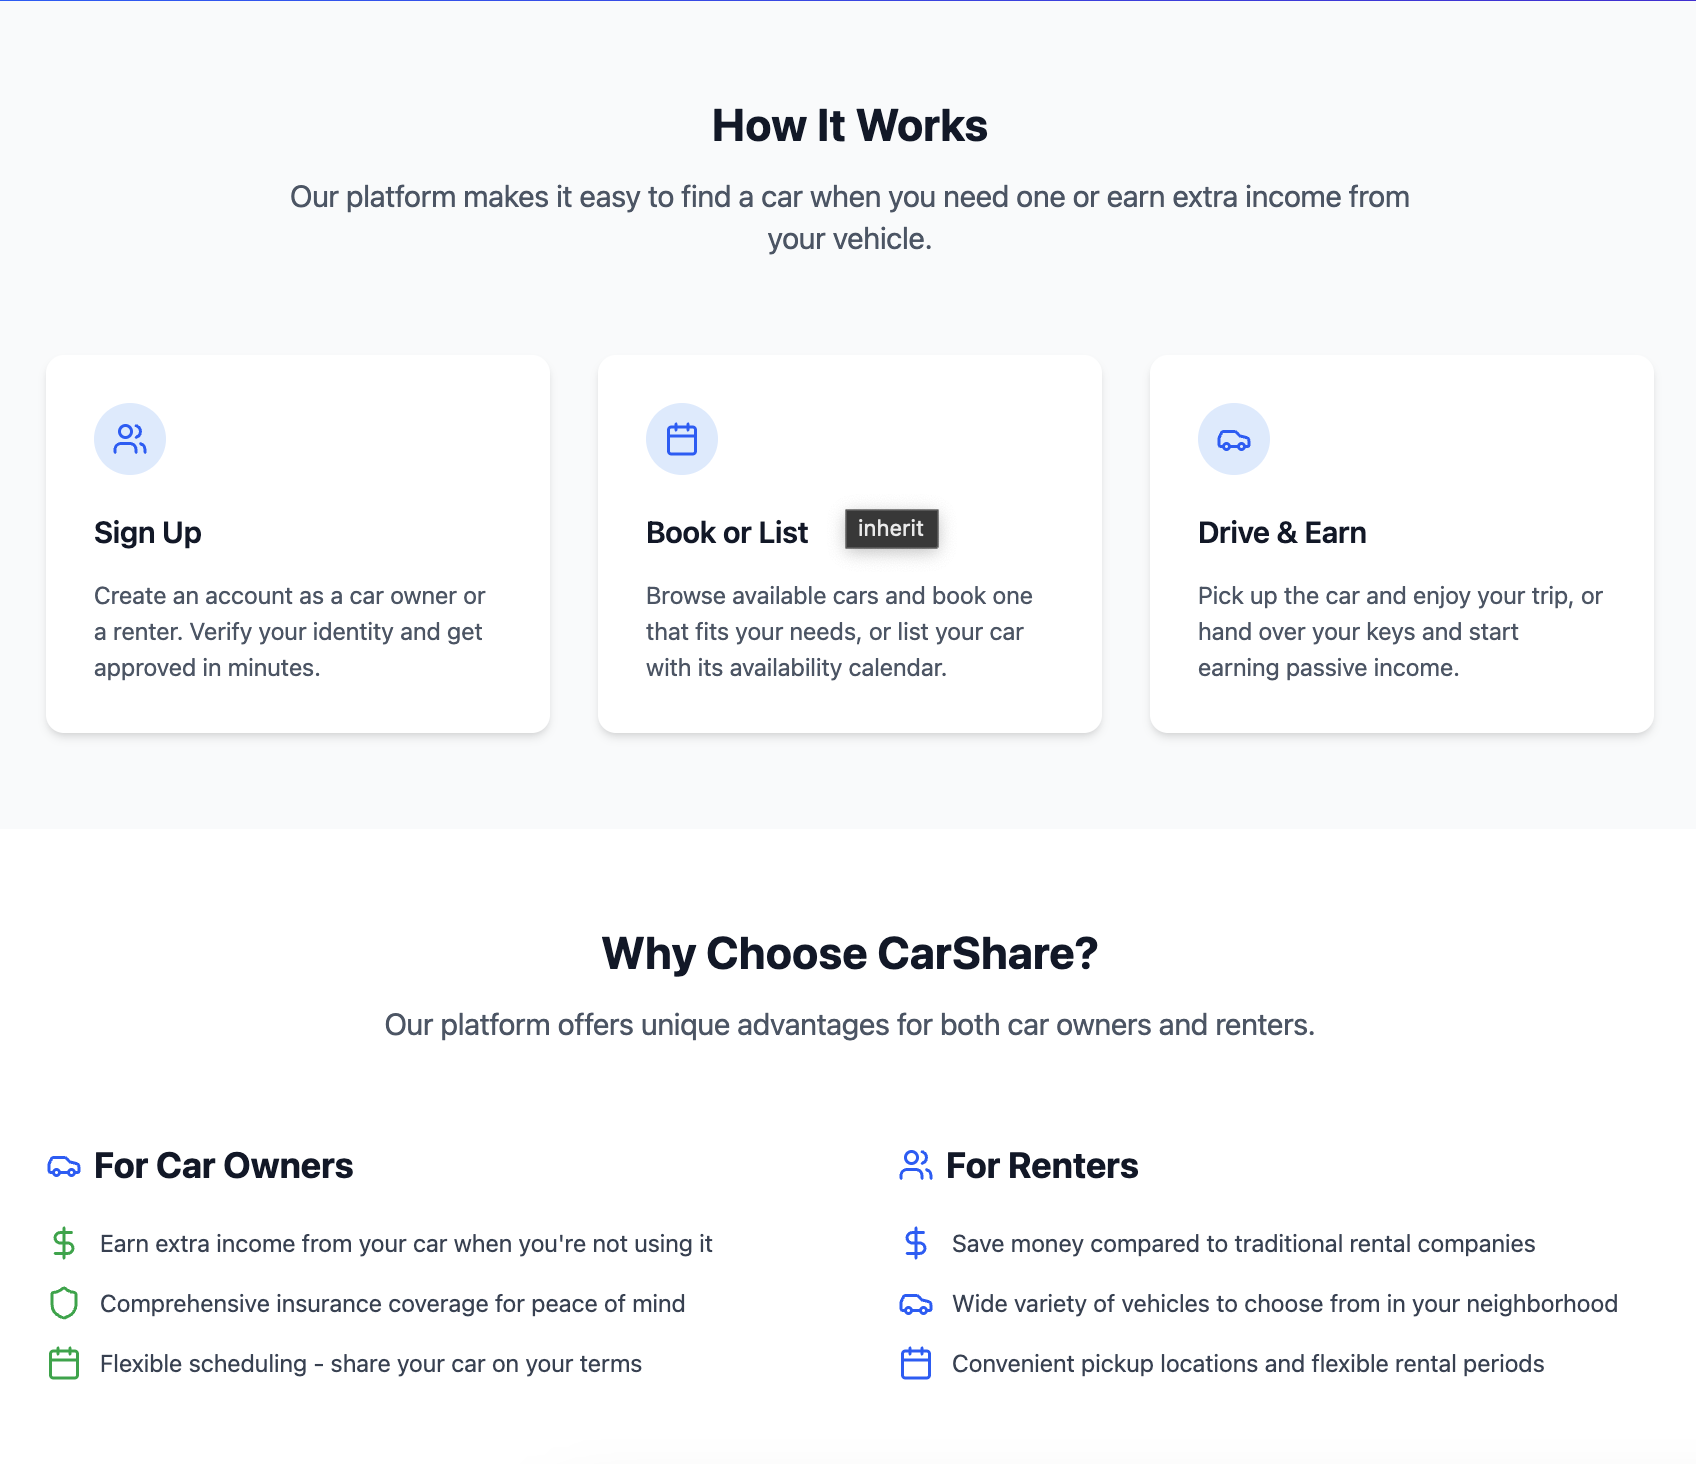 How It Works
Our platform makes it easy to find a car when you need one or earn extra income from
your vehicle.
Sign Up
Create an account as a car owner or
a renter. Verify your identity and get
approved in minutes.
Book or List
inherit
Browse available cars and book one
that fits your needs, or list your car
with its availability calendar.
Drive & Earn
Pick up the car and enjoy your trip, or
hand over your keys and start
earning passive income.
Why Choose CarShare?
Our platform offers unique advantages for both car owners and renters.
For Car Owners
Earn extra income from your car when you're not using it
Comprehensive insurance coverage for peace of mind
Flexible scheduling - share your car on your terms
For Renters
Save money compared to traditional rental companies
Wide variety of vehicles to choose from in your neighborhood
Convenient pickup locations and flexible rental periods